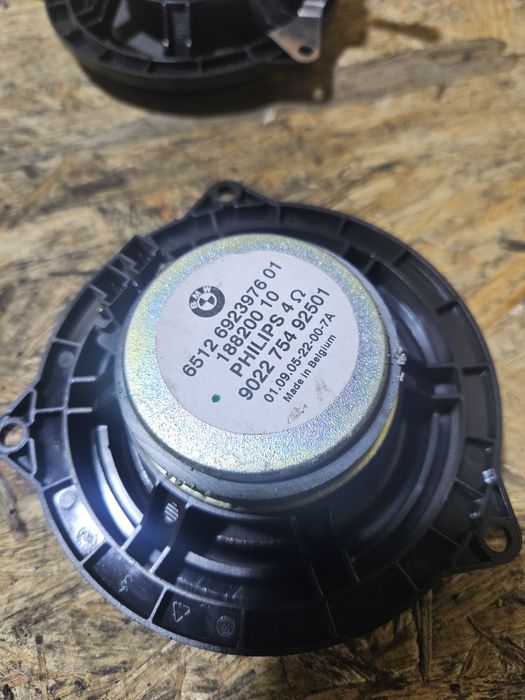 BMW
6512 6923976 01
188200 10
PHILIPS 4 Ω
9022 754 92501
01.09.05-22-00-7A
Made in Belgium